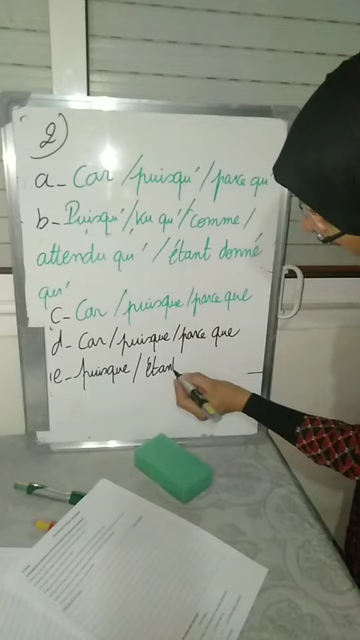 2)
a- Car/puisqu'/parce qu'
b- Puisqu'/Vu qu'/comme/
attendu qu'/étant donné
qu'
c- Car/puisque/parce que
d- Car/puisque/parce que
e- puisque/étant